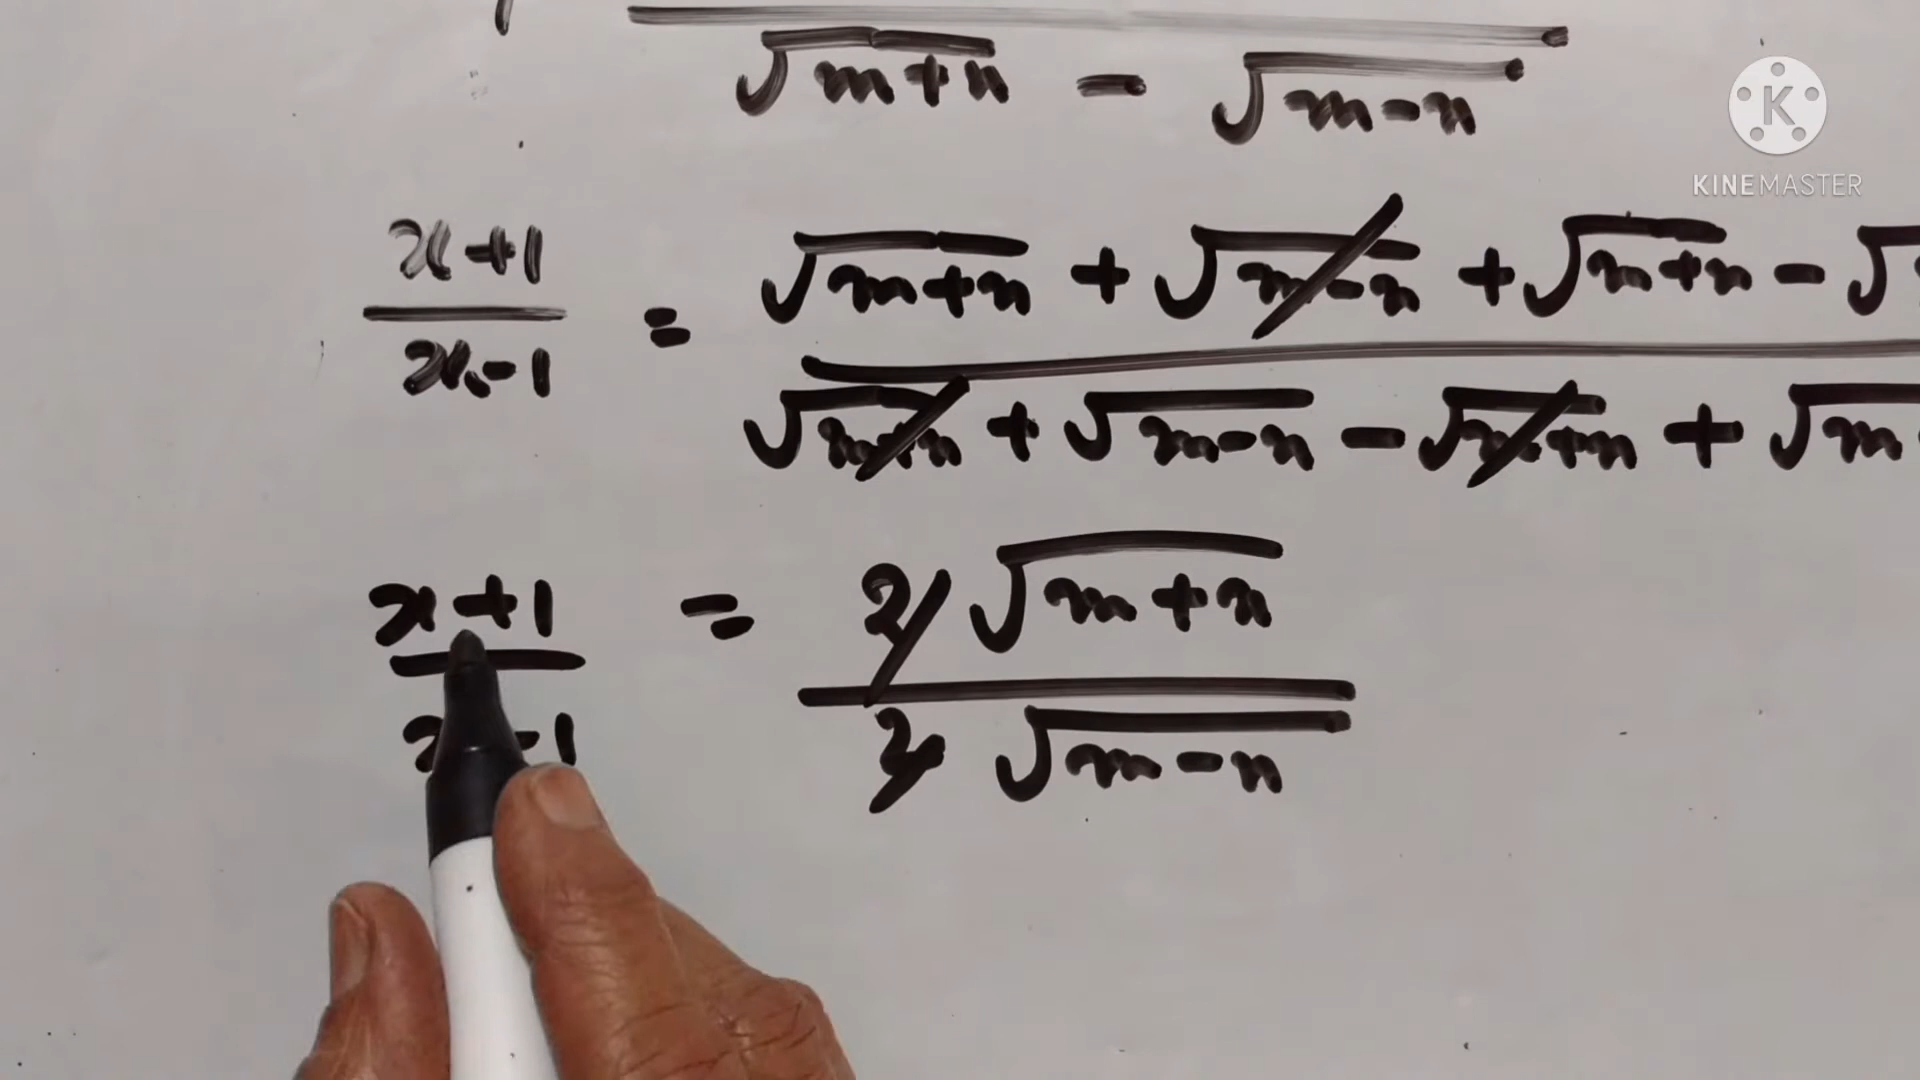 √m+n - √m-n
KINEMASTER
x+1 / x-1 = √m+n + √m-n + √m+n - √ / √m+n + √m-n - √m+n + √m
x+1 / x-1 = 2√m+n / 2√m-n